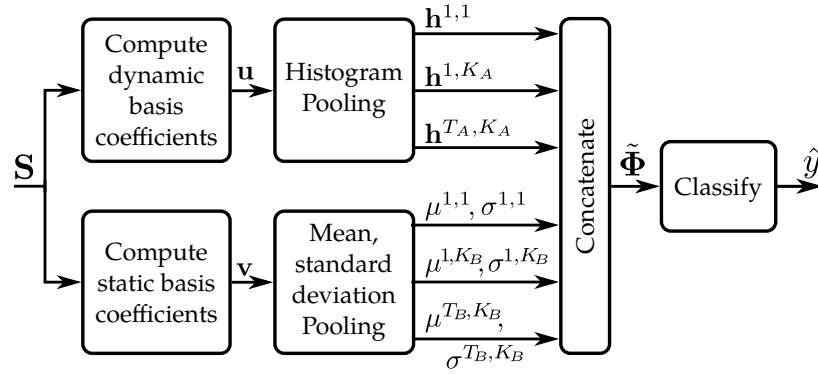 S
Compute
dynamic
basis
coefficients
u
Histogram
Pooling
h^{1,1}
h^{1,K_A}
h^{T_A,K_A}
Compute
static basis
coefficients
v
Mean,
standard
deviation
Pooling
μ^{1,1}, σ^{1,1}
μ^{1,K_B}, σ^{1,K_B}
μ^{T_B,K_B},
σ^{T_B,K_B}
Concatenate
Φ̃
Classify
ŷ